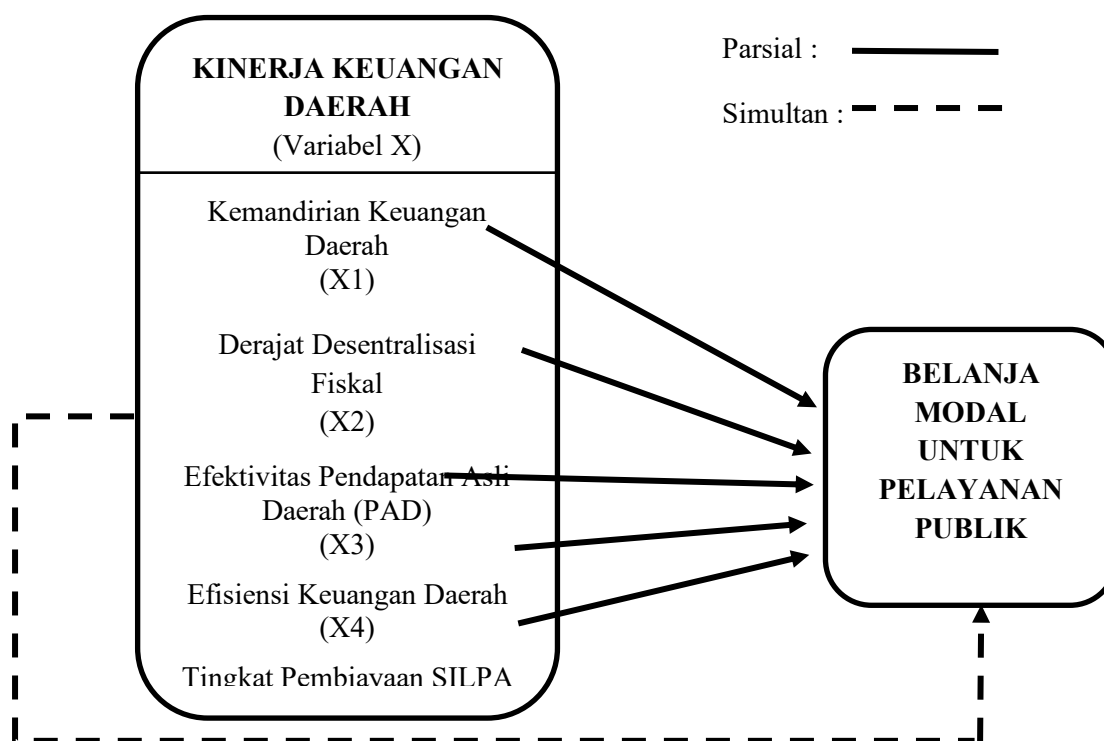 KINERJA KEUANGAN
DAERAH
(Variabel X)
Kemandirian Keuangan
Daerah
(X1)
Derajat Desentralisasi
Fiskal
(X2)
Efektivitas Pendapatan Asli
Daerah (PAD)
(X3)
Efisiensi Keuangan Daerah
(X4)
Tingkat Pembiayaan SILPA
Parsial :
Simultan :
BELANJA
MODAL
UNTUK
PELAYANAN
PUBLIK